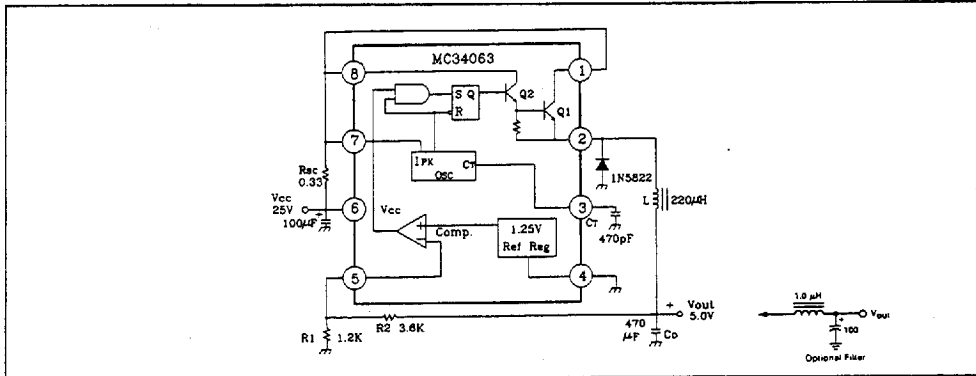 MC34063
8
1
S Q
R
Q2
Q1
7
2
Rsc
0.33
IPK
CT
OSC
1N5822
L
220μH
Vcc
25V
6
100μF
+
Vcc
3
CT
470pF
+
−
Comp.
1.25V
Ref Reg
5
4
R2 3.6K
R1
1.2K
+
Vout
5.0V
470
μF
CO
1.0 μH
Vout
+
100
Optional Filter